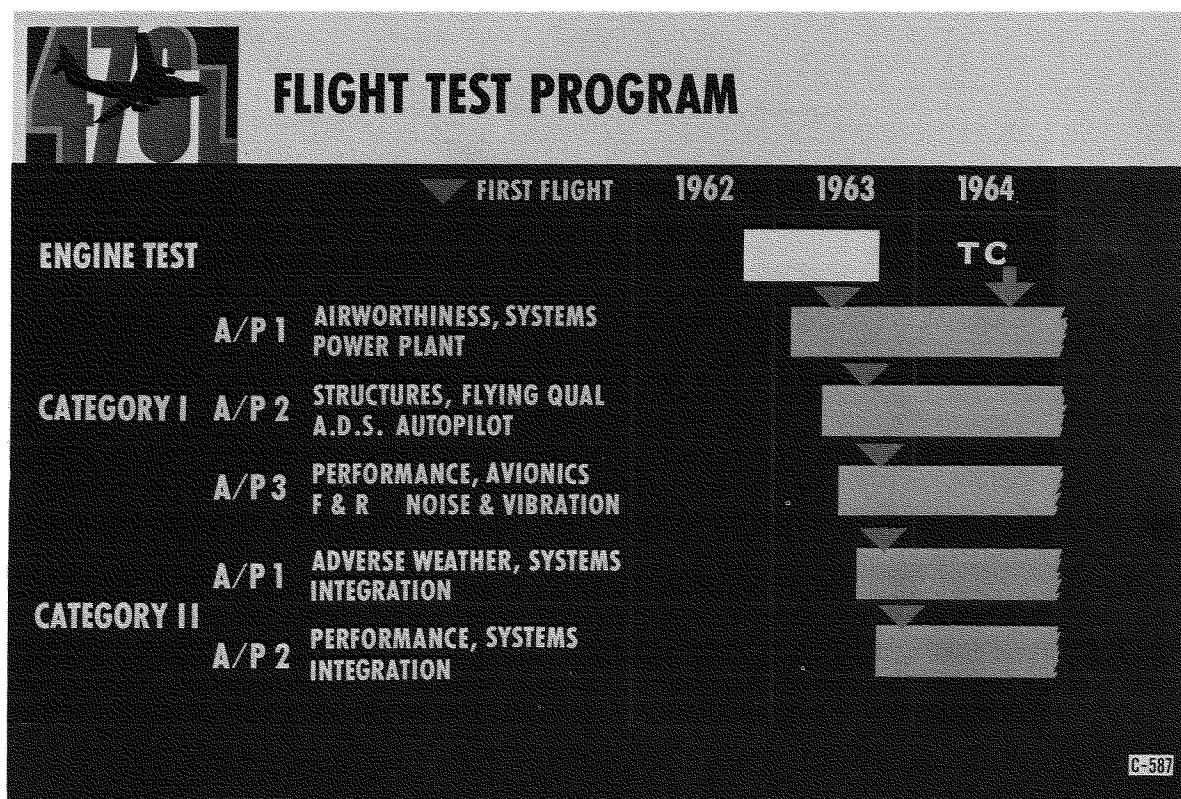 476L
FLIGHT TEST PROGRAM
FIRST FLIGHT 1962 1963 1964
ENGINE TEST TC
A/P 1 AIRWORTHINESS, SYSTEMS
POWER PLANT
CATEGORY I A/P 2 STRUCTURES, FLYING QUAL
A.D.S. AUTOPILOT
A/P 3 PERFORMANCE, AVIONICS
F & R NOISE & VIBRATION
A/P 1 ADVERSE WEATHER, SYSTEMS
INTEGRATION
CATEGORY II
A/P 2 PERFORMANCE, SYSTEMS
INTEGRATION
C-587